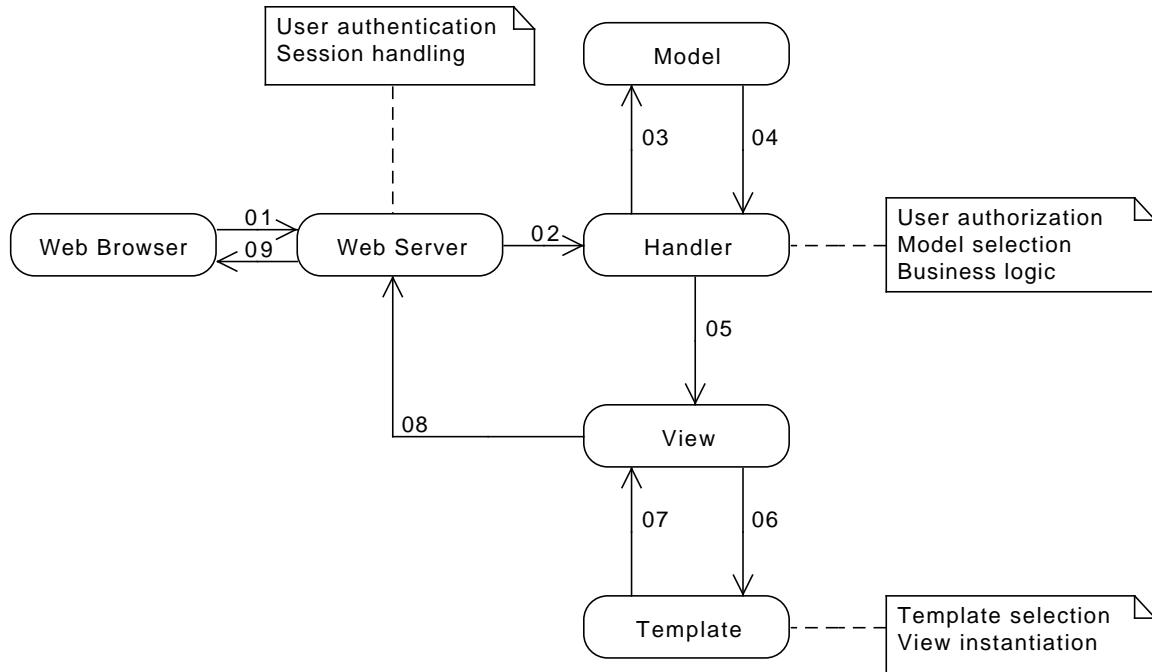 User authentication
Session handling
Model
03
04
Web Browser
01
09
Web Server
02
Handler
User authorization
Model selection
Business logic
05
08
View
07
06
Template
Template selection
View instantiation